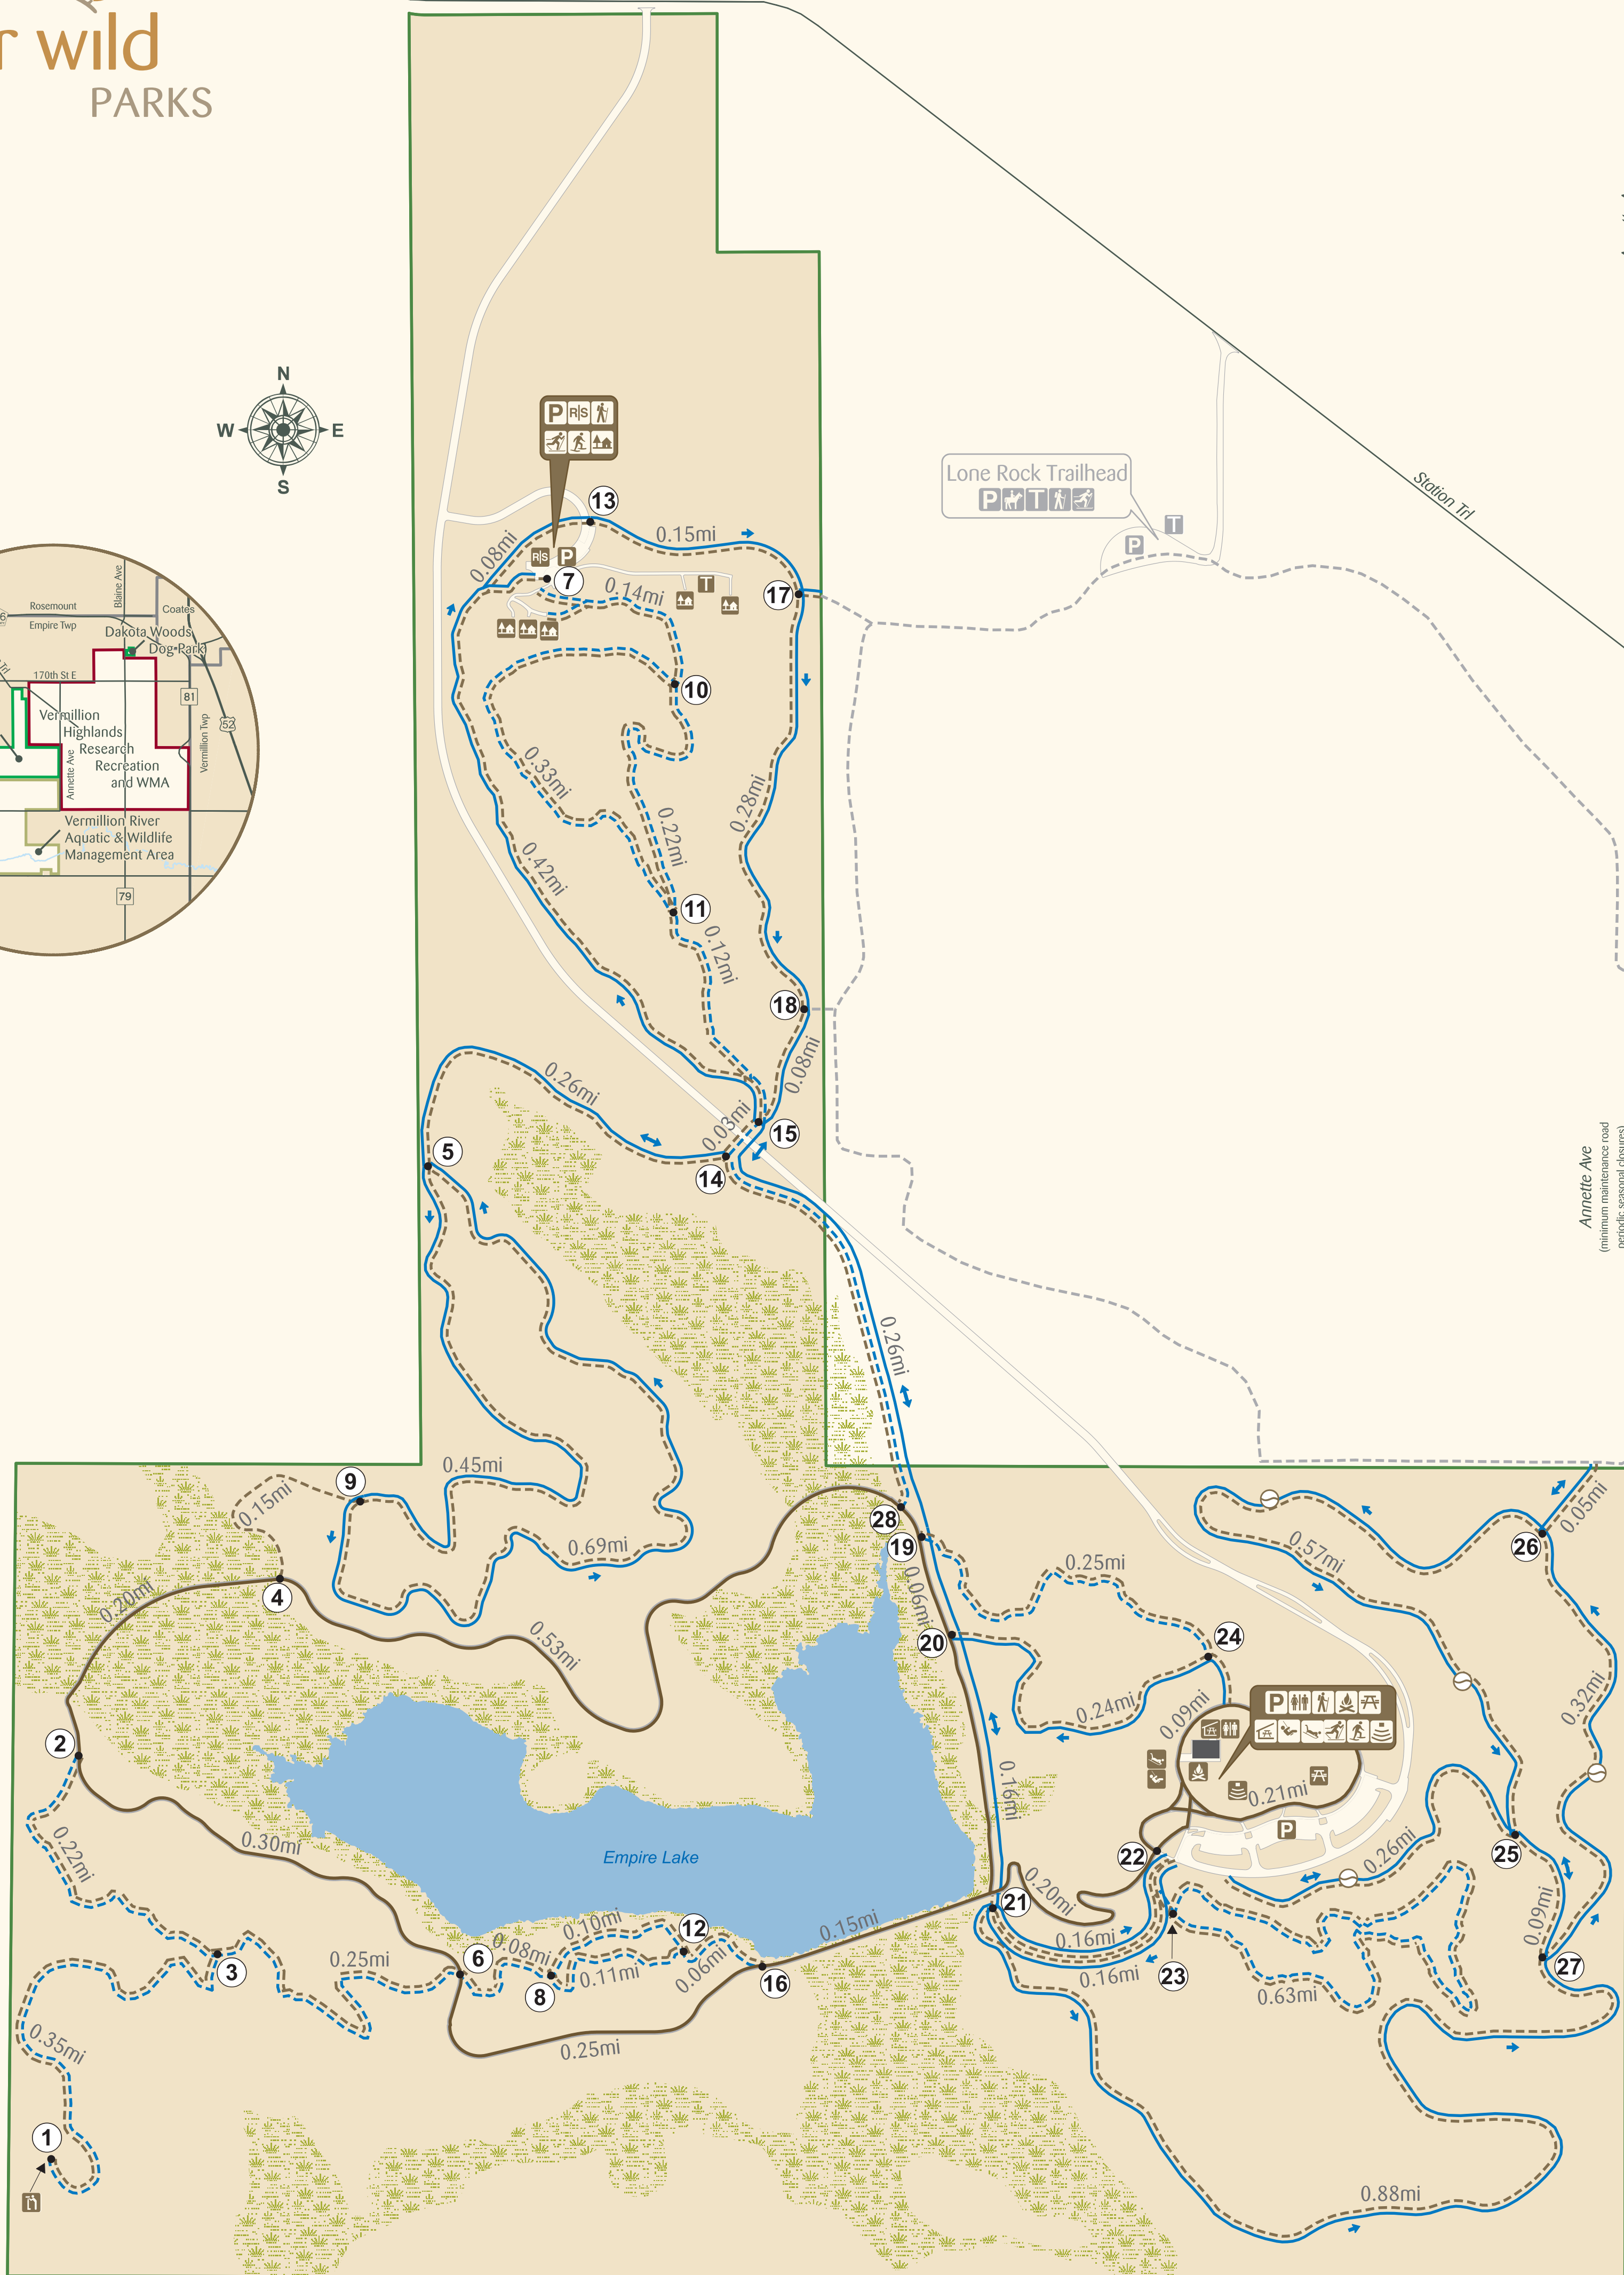 r wild
PARKS
N
W
E
S
Station Trl
Lone Rock Trailhead
P
T
T
P
P
R|S
13
0.15mi
0.08mi
R|S
P
7
0.14mi
T
17
10
0.33mi
0.28mi
0.22mi
0.42mi
11
0.12mi
18
0.08mi
0.26mi
0.03mi
15
5
14
Rosemount
Empire Twp
Blaine Ave
Coates
Dakota Woods
Dog Park
170th St E
81
52
Vermillion
Highlands
Research
Recreation
and WMA
Annette Ave
Vermillion Twp
Vermillion River
Aquatic & Wildlife
Management Area
79
Annette Ave
(minimum maintenance road
periodic seasonal closures)
0.26mi
9
0.45mi
0.15mi
28
19
0.69mi
0.25mi
0.57mi
26
0.05mi
4
0.20mi
0.53mi
0.06mi
20
24
0.24mi
0.09mi
0.32mi
P
2
0.22mi
0.30mi
Empire Lake
0.16mi
0.21mi
P
22
0.26mi
25
21
0.20mi
0.15mi
0.10mi
12
0.08mi
6
0.25mi
3
8
0.11mi
0.06mi
16
0.16mi
0.16mi
23
0.63mi
0.09mi
27
0.35mi
0.25mi
1
0.88mi